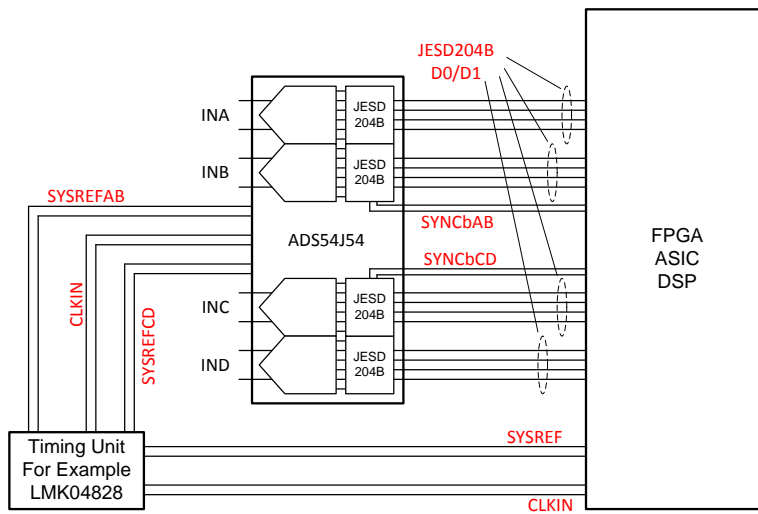 JESD204B
D0/D1
INA
JESD
204B
INB
JESD
204B
SYSREFAB
SYNCbAB
ADS54J54
FPGA
ASIC
DSP
SYNCbCD
CLKIN
SYSREFCD
INC
JESD
204B
IND
JESD
204B
Timing Unit
For Example
LMK04828
SYSREF
CLKIN